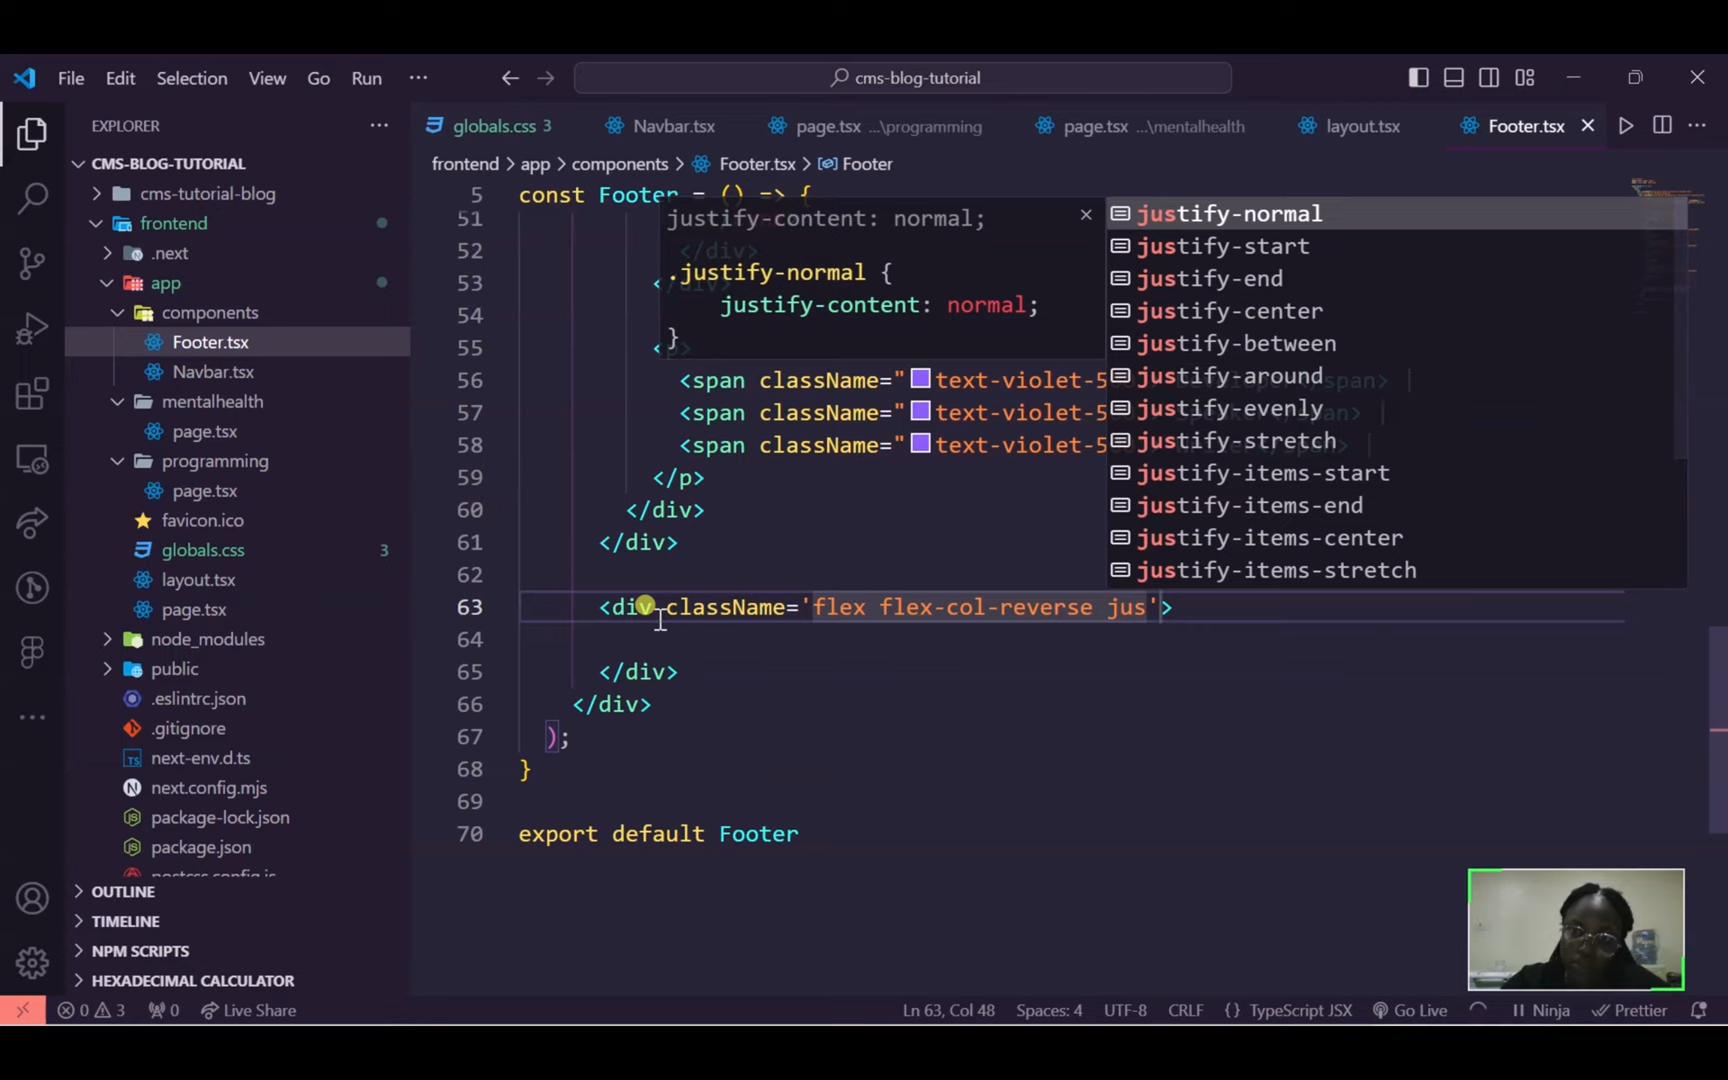 File Edit Selection View Go Run ··· cms-blog-tutorial
EXPLORER
globals.css 3 Navbar.tsx page.tsx ...\programming page.tsx ...\mentalhealth layout.tsx Footer.tsx
CMS-BLOG-TUTORIAL
frontend > app > components > Footer.tsx > Footer
cms-tutorial-blog
frontend
.next
app
components
Footer.tsx
Navbar.tsx
mentalhealth
page.tsx
programming
page.tsx
favicon.ico
globals.css 3
layout.tsx
page.tsx
node_modules
public
.eslintrc.json
.gitignore
next-env.d.ts
next.config.mjs
package-lock.json
package.json
OUTLINE
TIMELINE
NPM SCRIPTS
HEXADECIMAL CALCULATOR
5 const Footer = () => {
51
52 </div>
53
54
55
56 <span className="text-violet-5
57 <span className="text-violet-5
58 <span className="text-violet-5
59 </p>
60 </div>
61 </div>
62
63 <div className='flex flex-col-reverse jus'>
64
65 </div>
66 </div>
67 );
68 }
69
70 export default Footer
justify-content: normal;
.justify-normal {
justify-content: normal;
}
justify-normal
justify-start
justify-end
justify-center
justify-between
justify-around
justify-evenly
justify-stretch
justify-items-start
justify-items-end
justify-items-center
justify-items-stretch
0 3 0 Live Share Ln 63, Col 48 Spaces: 4 UTF-8 CRLF {} TypeScript JSX Go Live Ninja Prettier